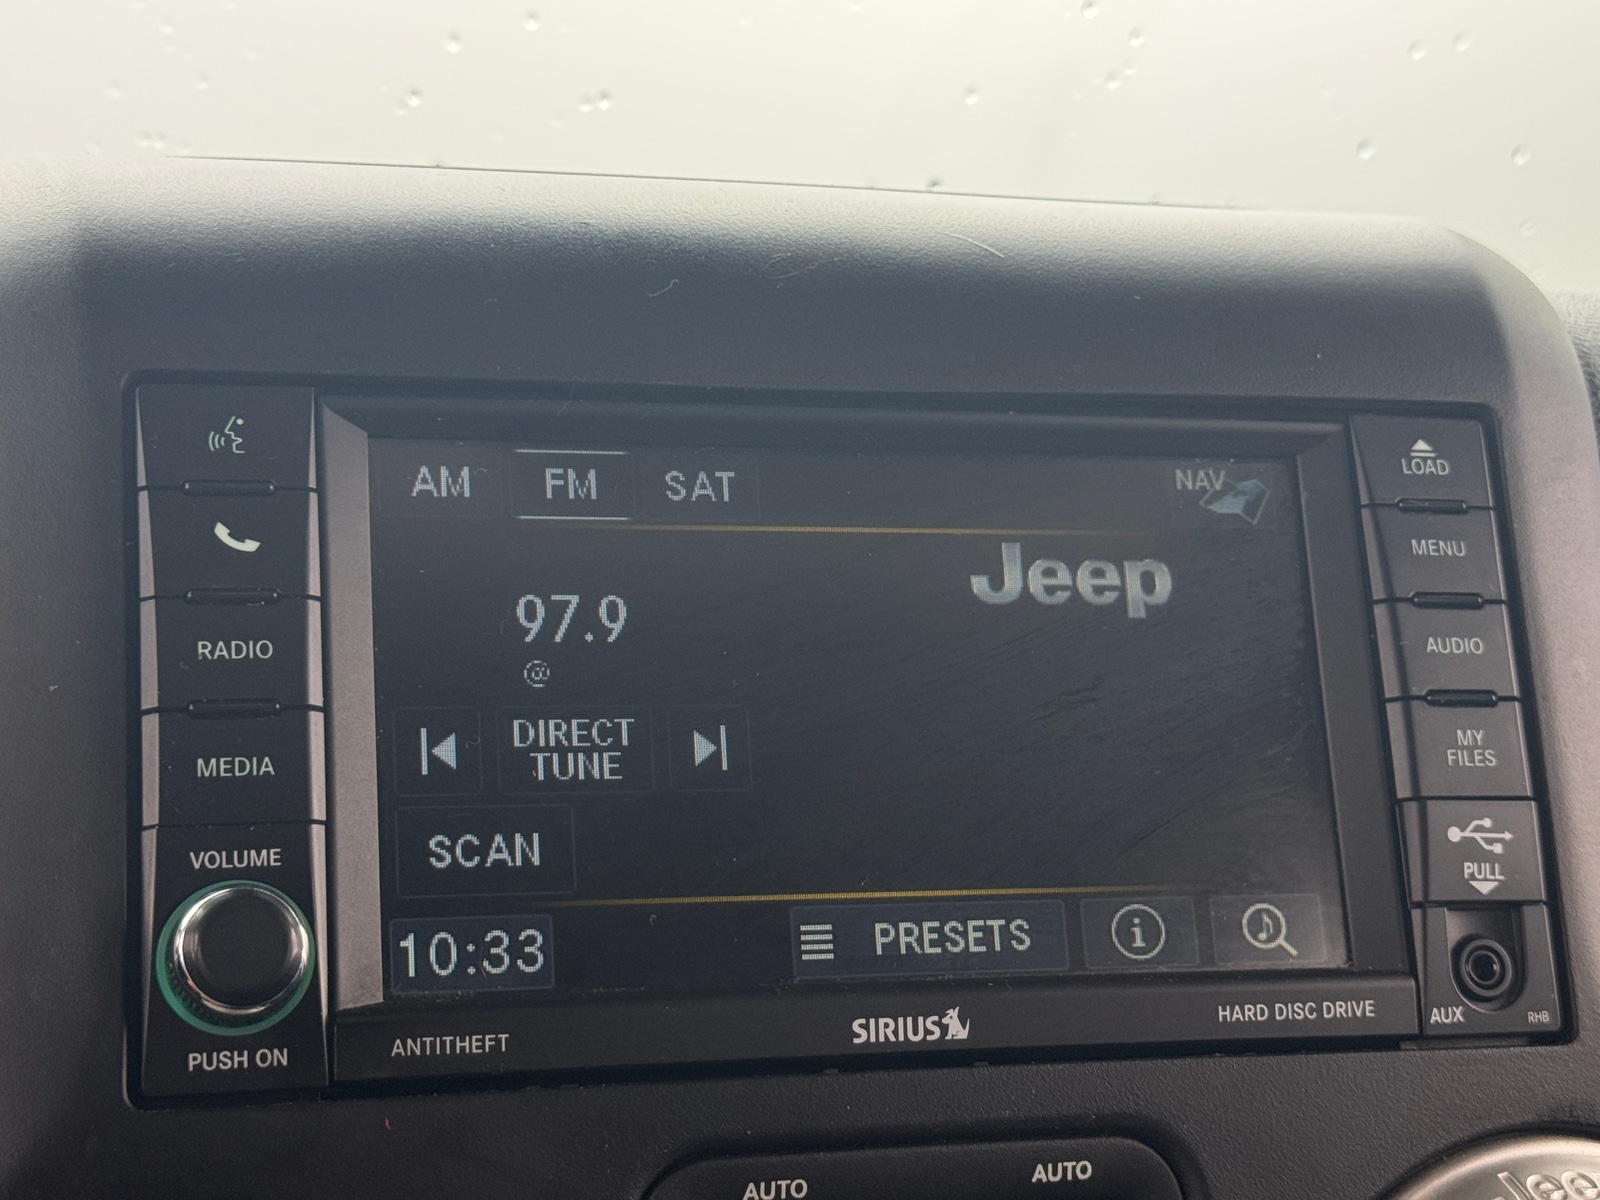 AM FM SAT NAV
Jeep
97.9
@
DIRECT
TUNE
SCAN
10:33 PRESETS i
RADIO
MEDIA
VOLUME
PUSH ON
ANTITHEFT
SIRIUS
HARD DISC DRIVE
LOAD
MENU
AUDIO
MY
FILES
PULL
AUX
RHB
AUTO
AUTO
Jeep